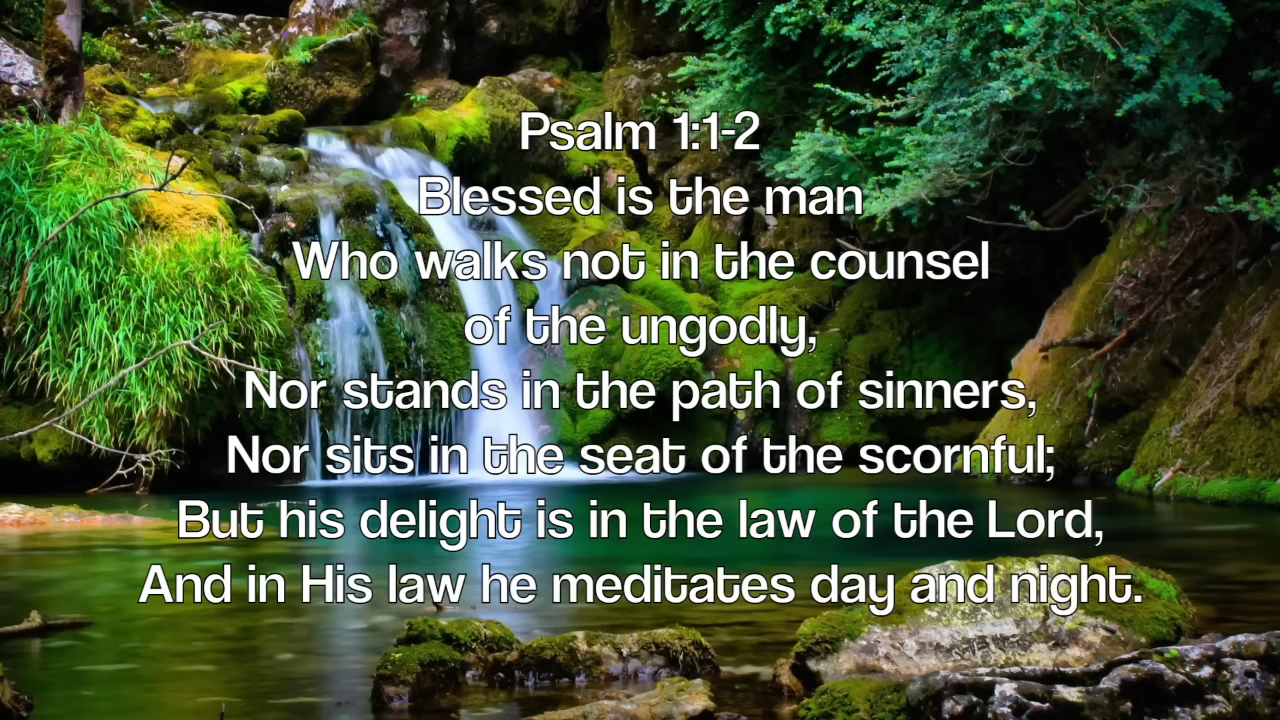 Psalm 1:1-2
Blessed is the man
Who walks not in the counsel
of the ungodly,
Nor stands in the path of sinners,
Nor sits in the seat of the scornful;
But his delight is in the law of the Lord,
And in His law he meditates day and night.